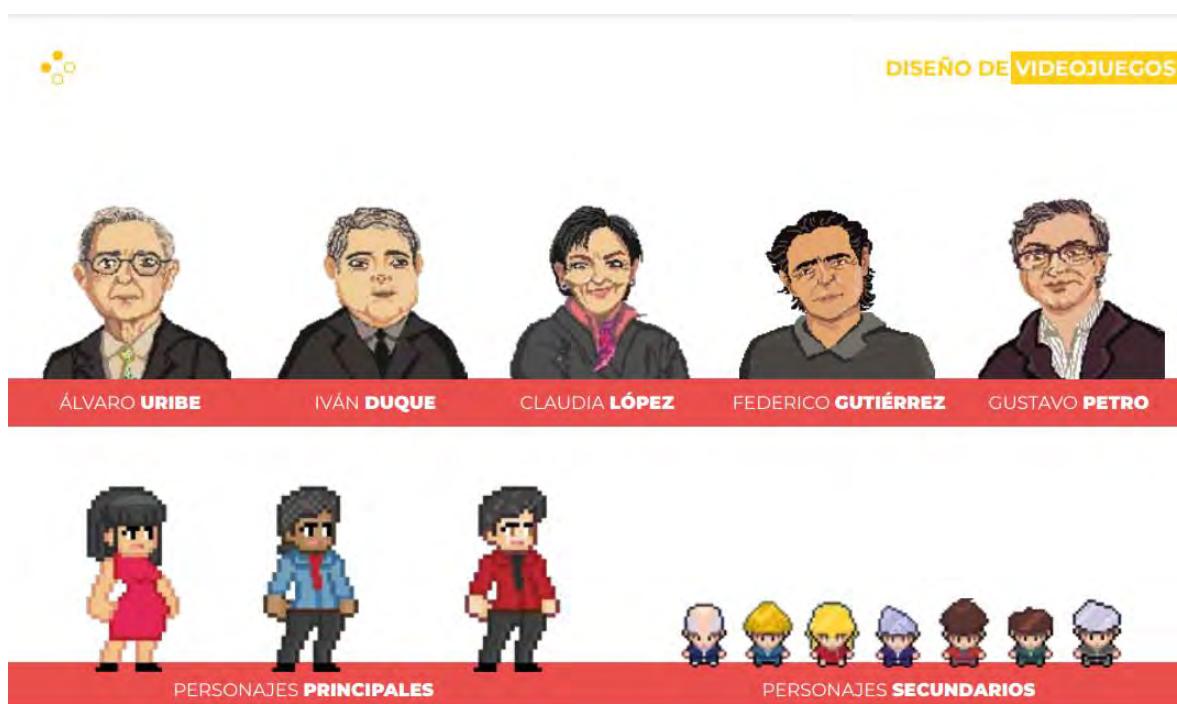 DISEÑO DE VIDEOJUEGOS
ÁLVARO URIBE
IVÁN DUQUE
CLAUDIA LÓPEZ
FEDERICO GUTIÉRREZ
GUSTAVO PETRO
PERSONAJES PRINCIPALES
PERSONAJES SECUNDARIOS